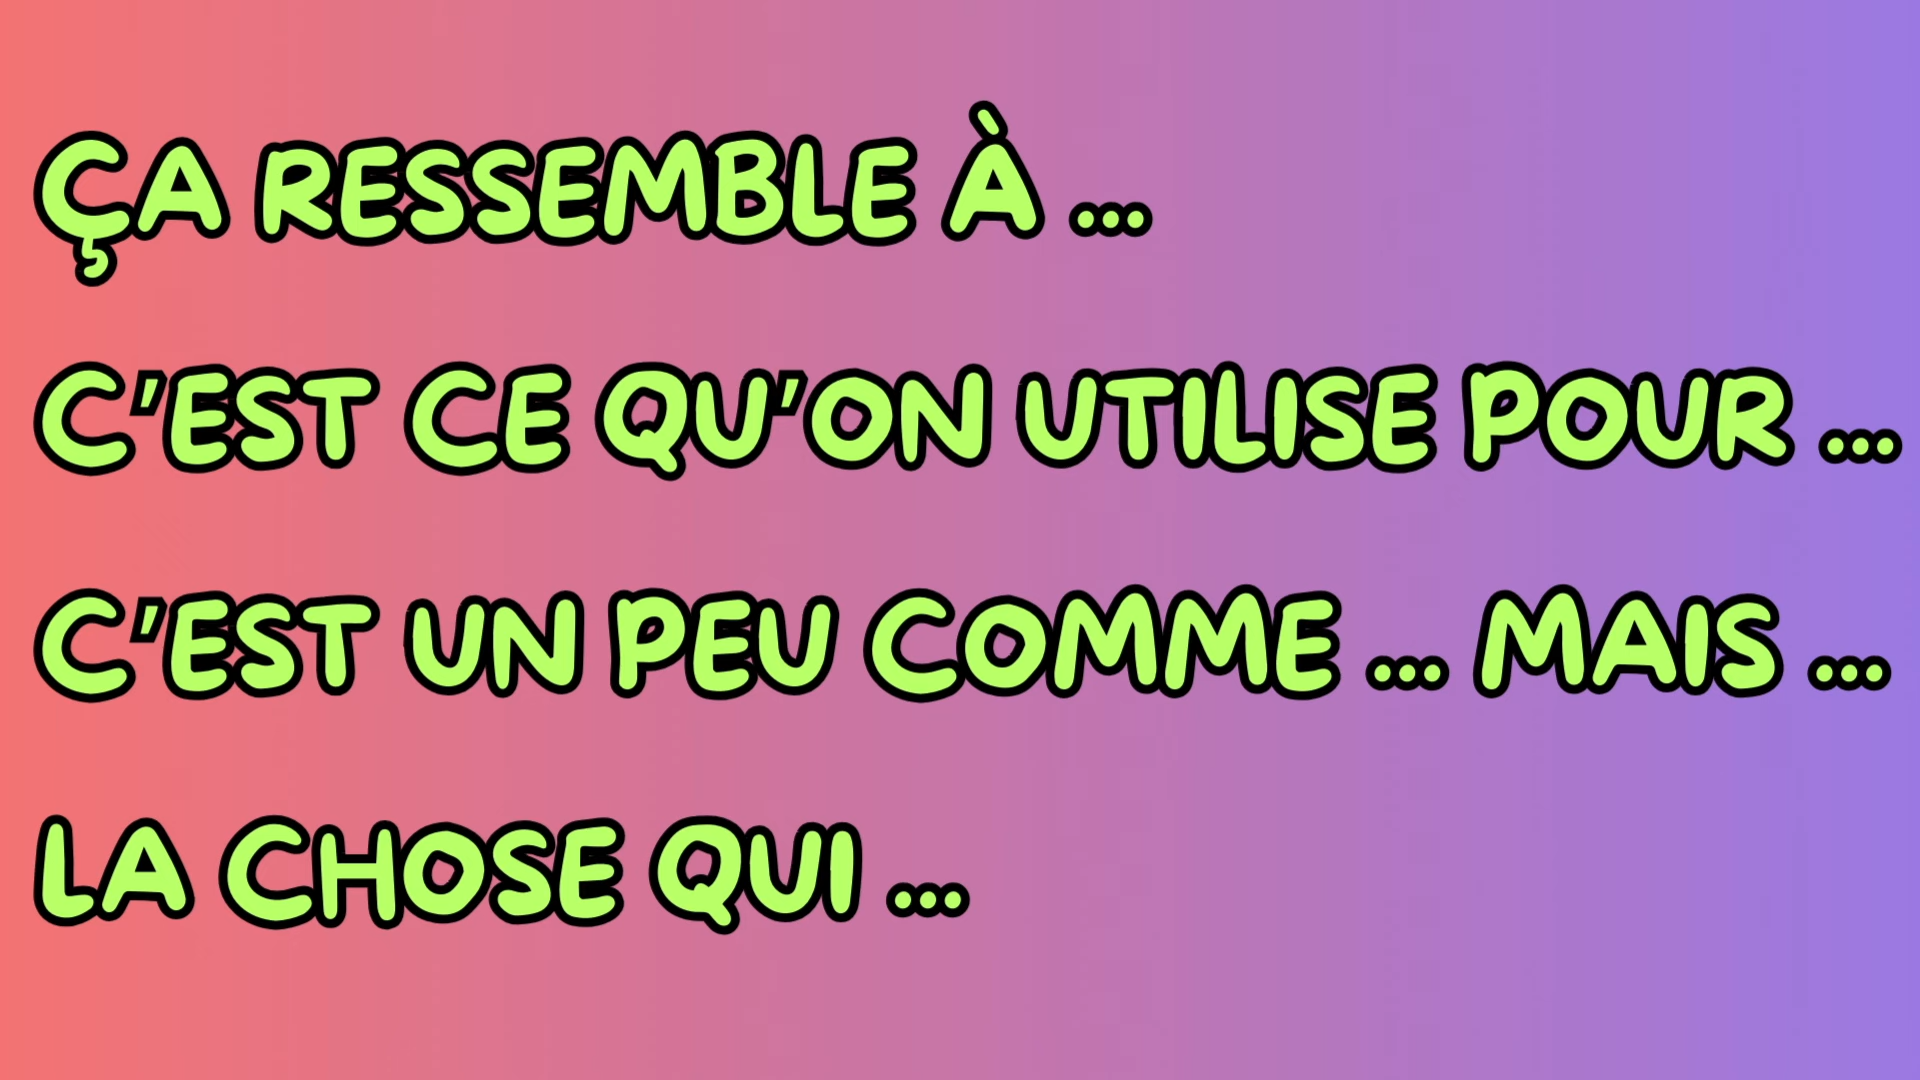 ÇA RESSEMBLE À ...
C'EST CE QU'ON UTILISE POUR ...
C'EST UN PEU COMME ... MAIS ...
LA CHOSE QUI ...